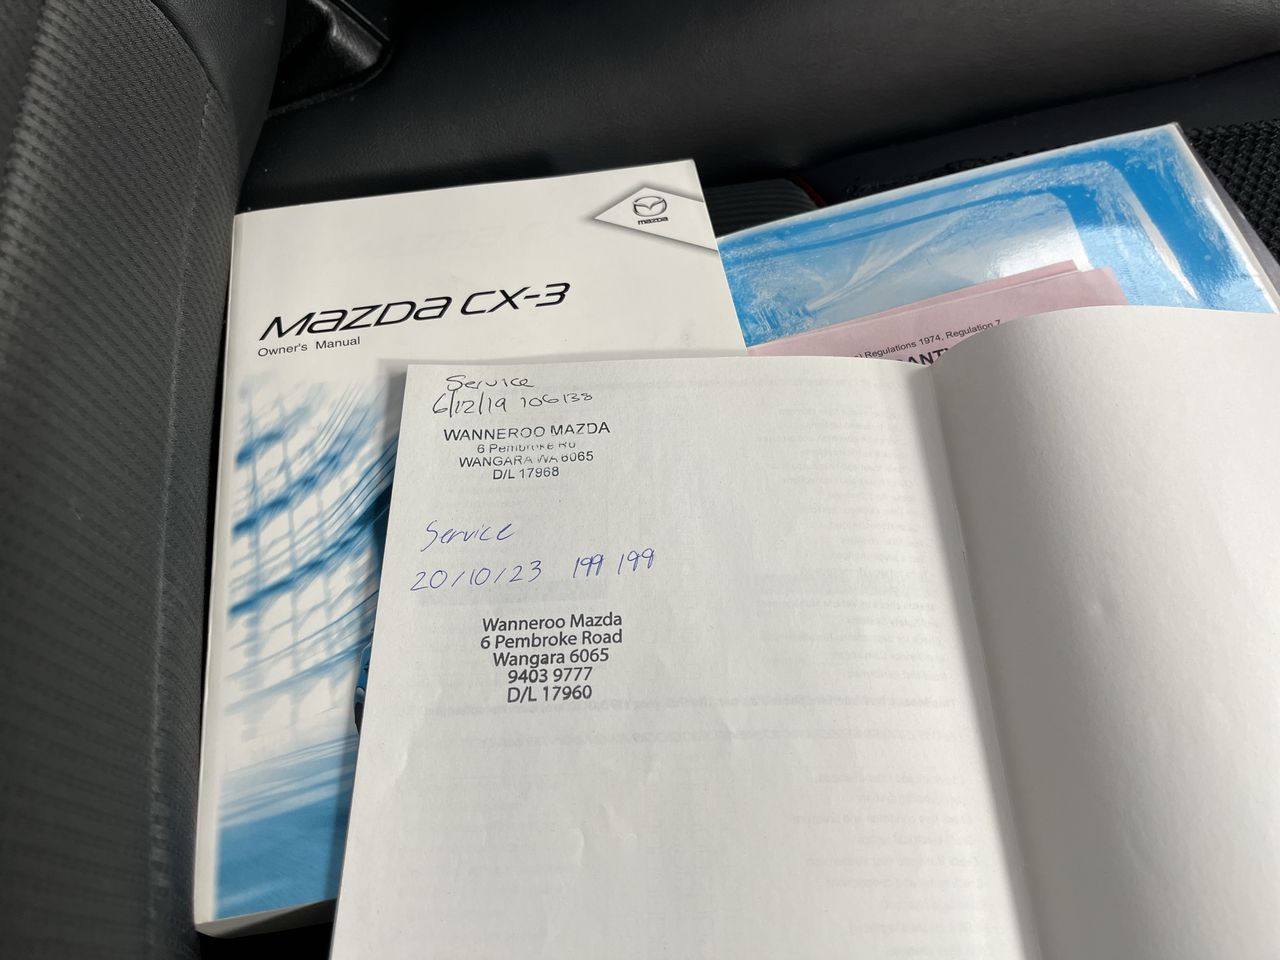 mazda
MAZDA CX-3
Owner's Manual
Regulations 1974, Regulation 7
Service
6/12/19 106138
WANNEROO MAZDA
6 Pembroke Rd
WANGARA WA 6065
D/L 17968
Service
20/10/23 199 199
Wanneroo Mazda
6 Pembroke Road
Wangara 6065
9403 9777
D/L 17960